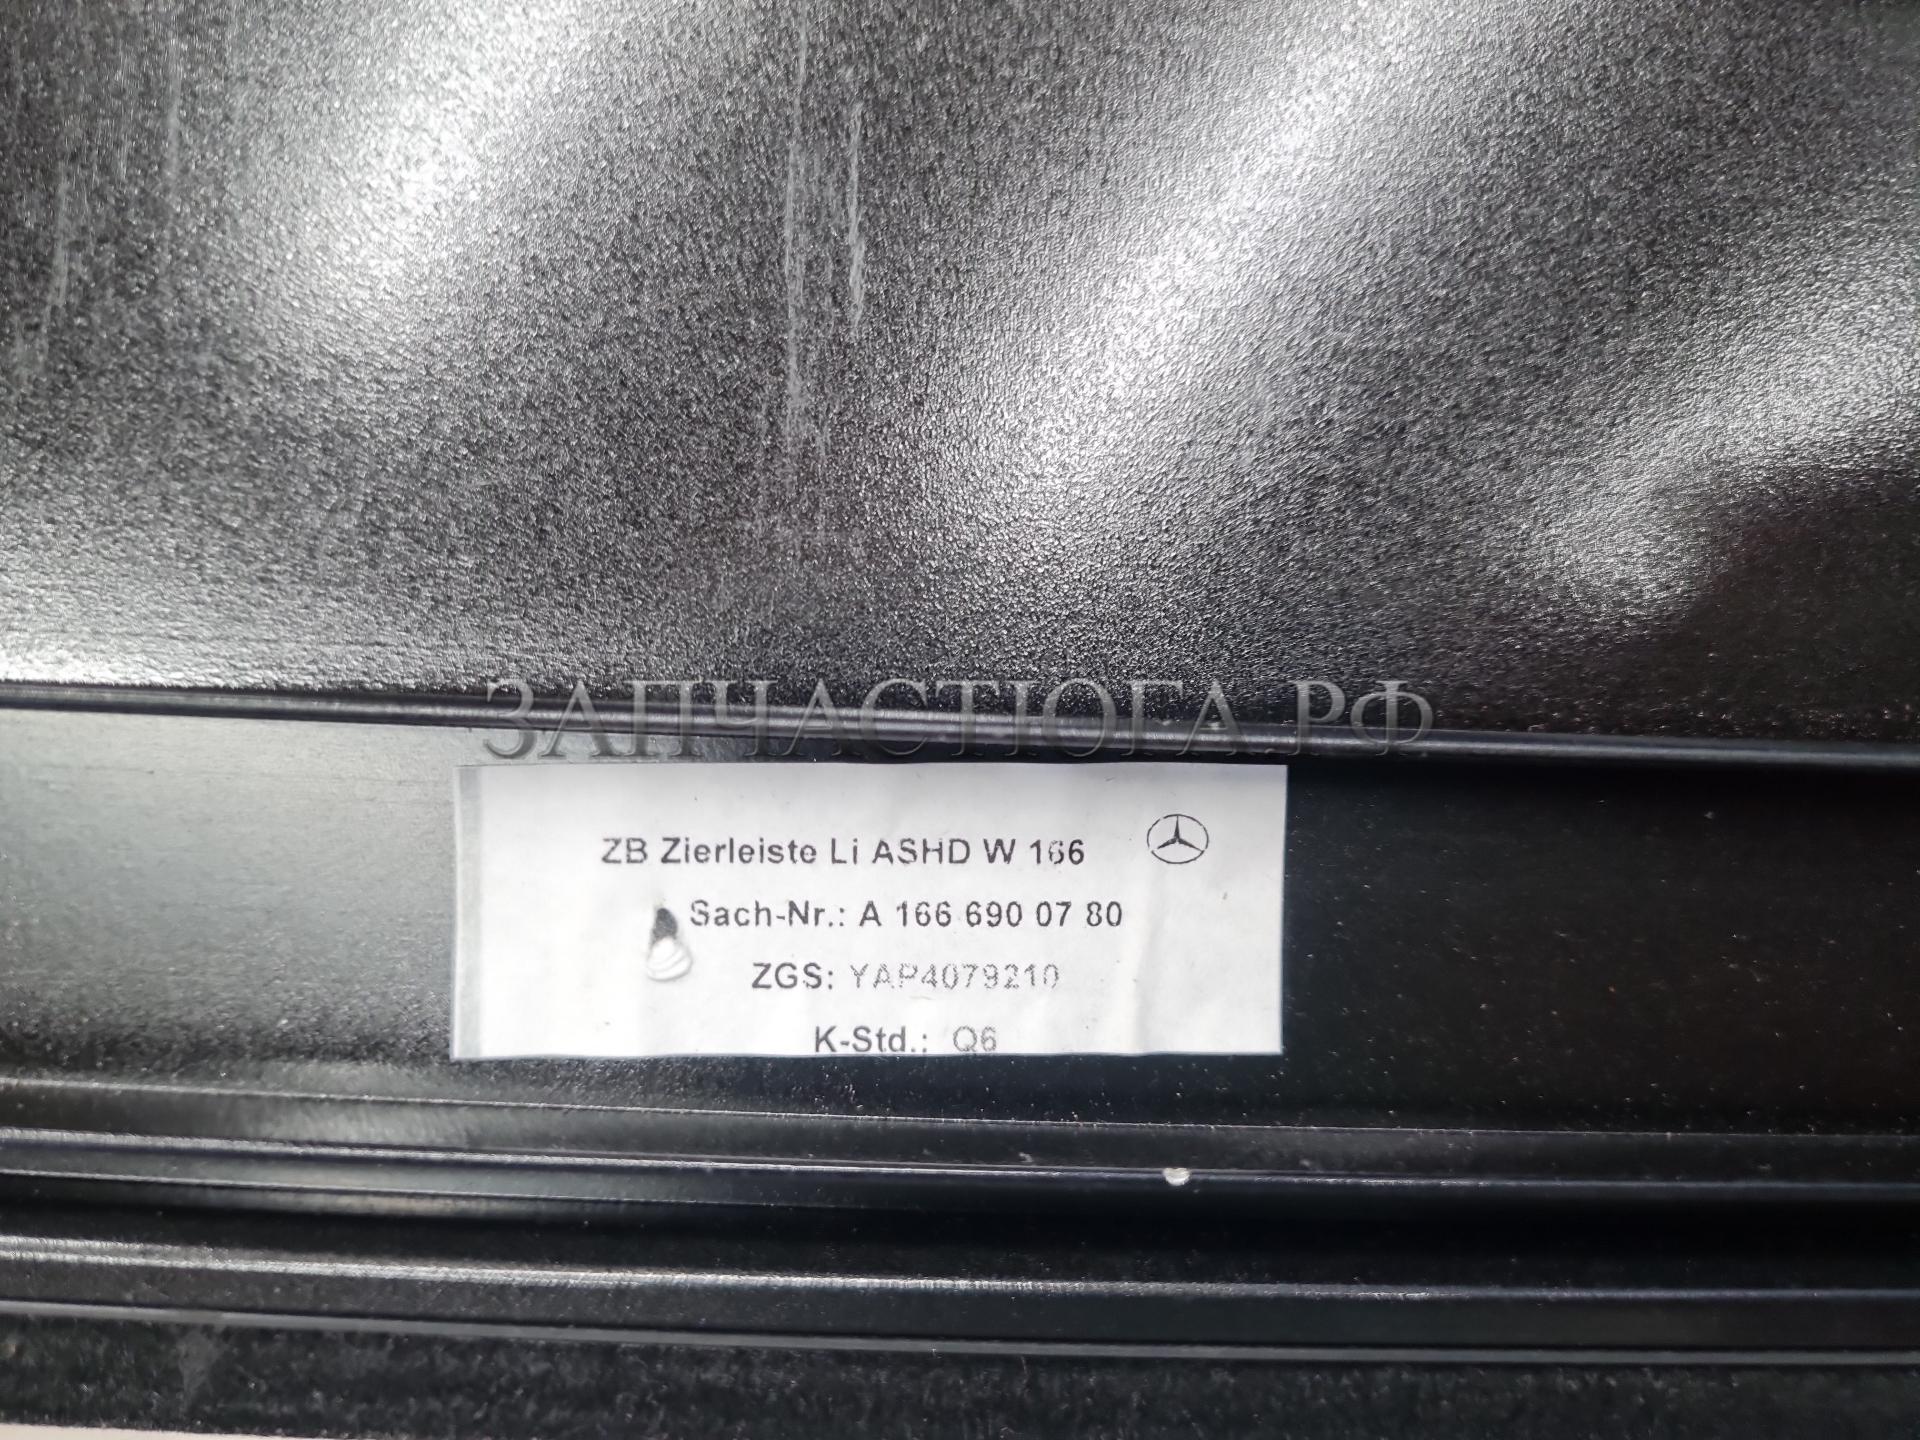 ЗАПЧАСТЮГА.РФ
ZB Zierleiste Li ASHD W 166
Sach-Nr.: A 166 690 07 80
ZGS: YAP4079210
K-Std.: Q6